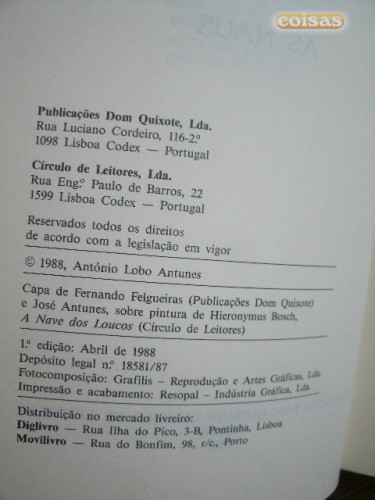 coisas
AS NAUS
Publicações Dom Quixote, Lda.
Rua Luciano Cordeiro, 116-2.º
1098 Lisboa Codex — Portugal
Círculo de Leitores, Lda.
Rua Eng.º Paulo de Barros, 22
1599 Lisboa Codex — Portugal
Reservados todos os direitos
de acordo com a legislação em vigor
© 1988, António Lobo Antunes
Capa de Fernando Felgueiras (Publicações Dom Quixote)
e José Antunes, sobre pintura de Hieronymus Bosch,
A Nave dos Loucos (Círculo de Leitores)
1.ª edição: Abril de 1988
Depósito legal n.º 18581/87
Fotocomposição: Grafilis — Reprodução e Artes Gráficas, Lda.
Impressão e acabamento: Resopal — Indústria Gráfica, Lda.
Distribuição no mercado livreiro:
Diglivro — Rua Ilha do Pico, 3-B, Pontinha, Lisboa
Movilivro — Rua do Bonfim, 98, r/c., Porto